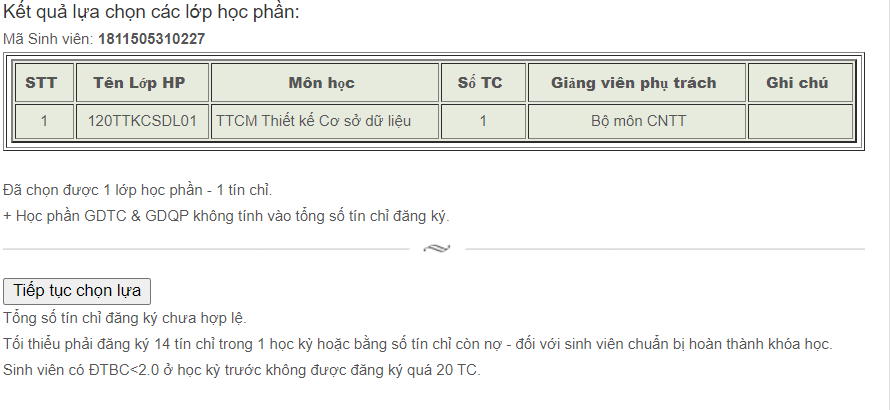 Kết quả lựa chọn các lớp học phần:
Mã Sinh viên: 1811505310227
STT Tên Lớp HP Môn học Số TC Giảng viên phụ trách Ghi chú
1 120TTKCSDL01 TTCM Thiết kế Cơ sở dữ liệu 1 Bộ môn CNTT
Đã chọn được 1 lớp học phần - 1 tín chỉ.
+ Học phần GDTC & GDQP không tính vào tổng số tín chỉ đăng ký.
Tiếp tục chọn lựa
Tổng số tín chỉ đăng ký chưa hợp lệ.
Tối thiểu phải đăng ký 14 tín chỉ trong 1 học kỳ hoặc bằng số tín chỉ còn nợ - đối với sinh viên chuẩn bị hoàn thành khóa học.
Sinh viên có ĐTBC<2.0 ở học kỳ trước không được đăng ký quá 20 TC.